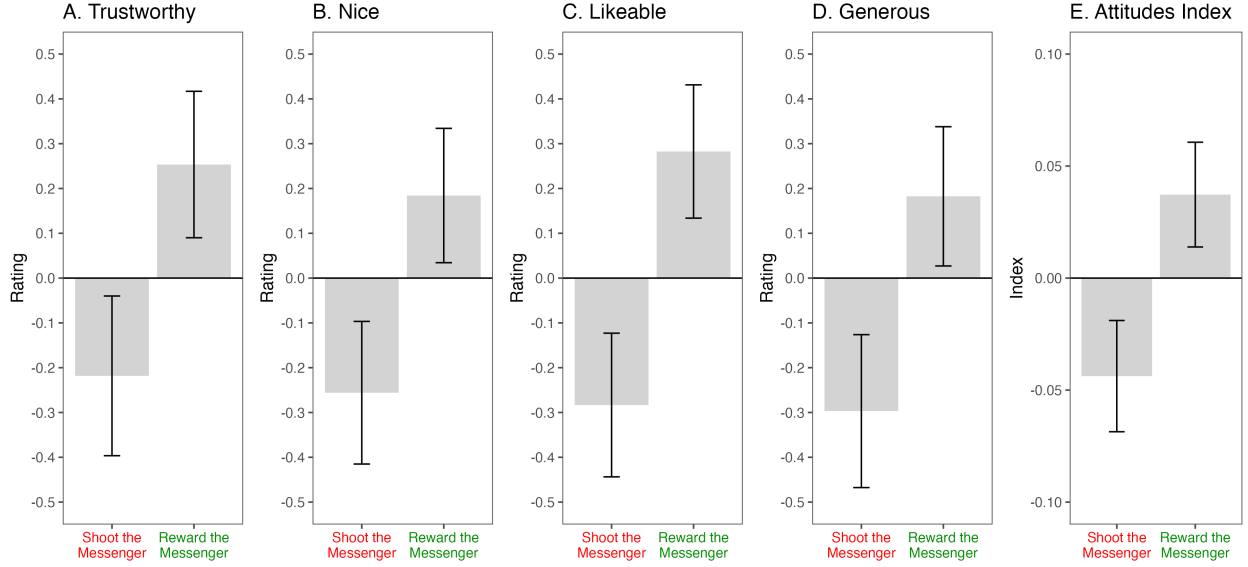 A. Trustworthy
Rating
0.5
0.4
0.3
0.2
0.1
0.0
-0.1
-0.2
-0.3
-0.4
-0.5
Shoot the
Messenger
Reward the
Messenger
B. Nice
Rating
0.5
0.4
0.3
0.2
0.1
0.0
-0.1
-0.2
-0.3
-0.4
-0.5
Shoot the
Messenger
Reward the
Messenger
C. Likeable
Rating
0.5
0.4
0.3
0.2
0.1
0.0
-0.1
-0.2
-0.3
-0.4
-0.5
Shoot the
Messenger
Reward the
Messenger
D. Generous
Rating
0.5
0.4
0.3
0.2
0.1
0.0
-0.1
-0.2
-0.3
-0.4
-0.5
Shoot the
Messenger
Reward the
Messenger
E. Attitudes Index
Index
0.10
0.05
0.00
-0.05
-0.10
Shoot the
Messenger
Reward the
Messenger